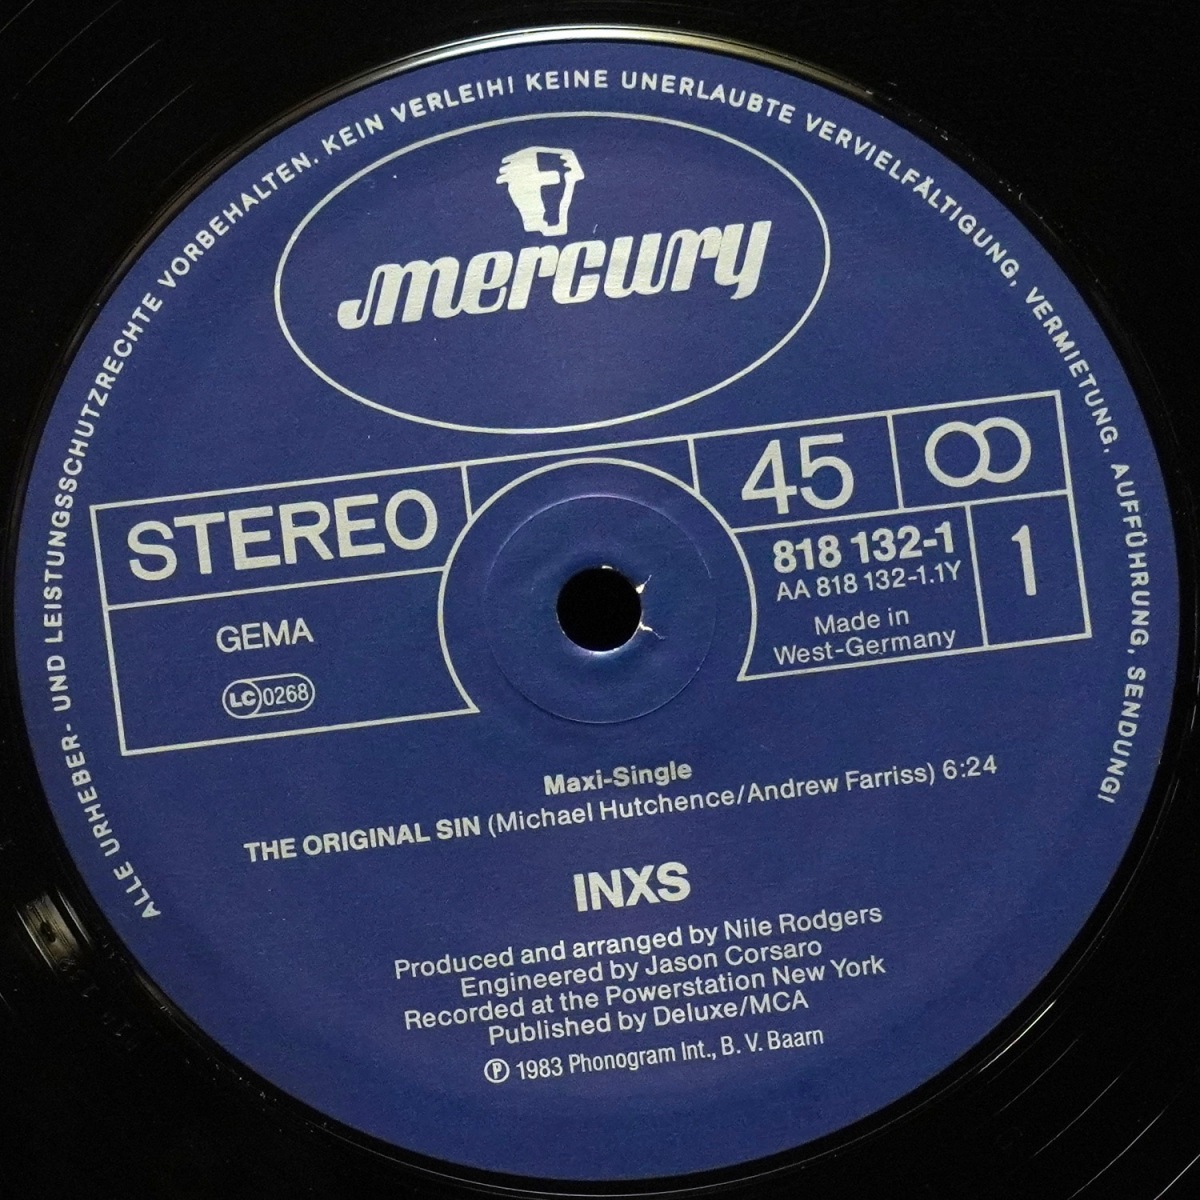 ALLE URHEBER- UND LEISTUNGSSCHUTZRECHTE VORBEHALTEN. KEIN VERLEIH! KEINE UNERLAUBTE VERVIELFÄLTIGUNG, VERMIETUNG, AUFFÜHRUNG, SENDUNG!
mercury
STEREO
45
818 132-1
AA 818 132-1.1Y
1
GEMA
Made in
West-Germany
LC 0268
Maxi-Single
THE ORIGINAL SIN (Michael Hutchence/Andrew Farriss) 6:24
INXS
Produced and arranged by Nile Rodgers
Engineered by Jason Corsaro
Recorded at the Powerstation New York
Published by Deluxe/MCA
Ⓟ 1983 Phonogram Int., B. V. Baarn